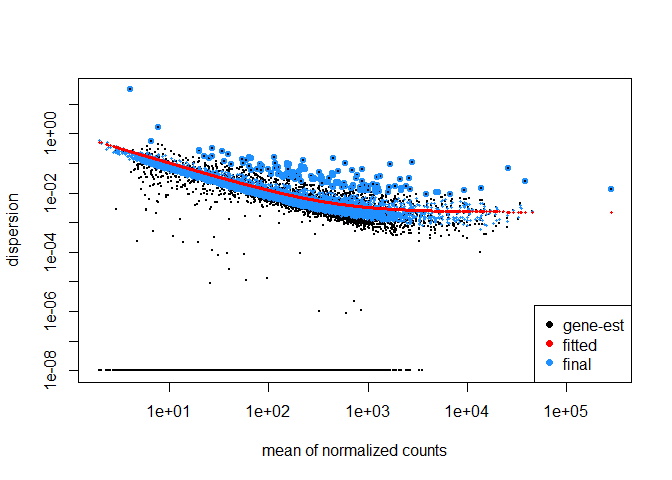 1e+00
1e-02
1e-04
1e-06
1e-08
dispersion
gene-est
fitted
final
1e+01
1e+02
1e+03
1e+04
1e+05
mean of normalized counts